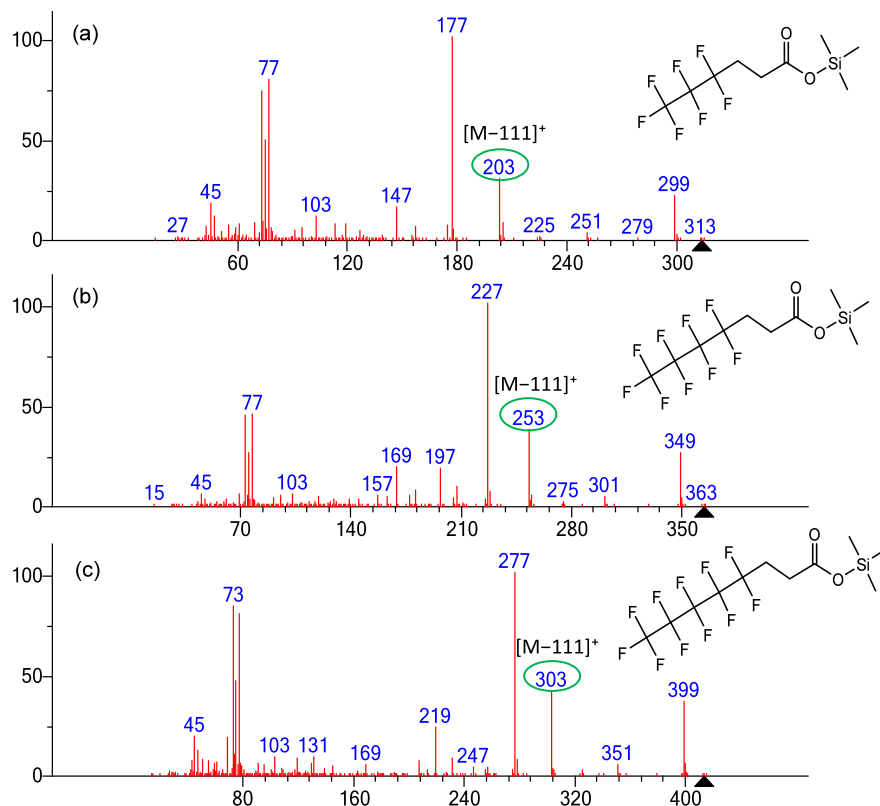 (a)
100
50
0
27
45
77
103
147
177
[M−111]⁺
203
225
251
279
299
313
60
120
180
240
300
O
O
Si
F
F
F
F
F
F
F
(b)
100
50
0
15
45
77
103
157
169
197
227
[M−111]⁺
253
275
301
349
363
70
140
210
280
350
O
O
Si
F
F
F
F
F
F
F
F
F
(c)
100
50
0
45
73
103
131
169
219
247
277
[M−111]⁺
303
351
399
80
160
240
320
400
O
O
Si
F
F
F
F
F
F
F
F
F
F
F